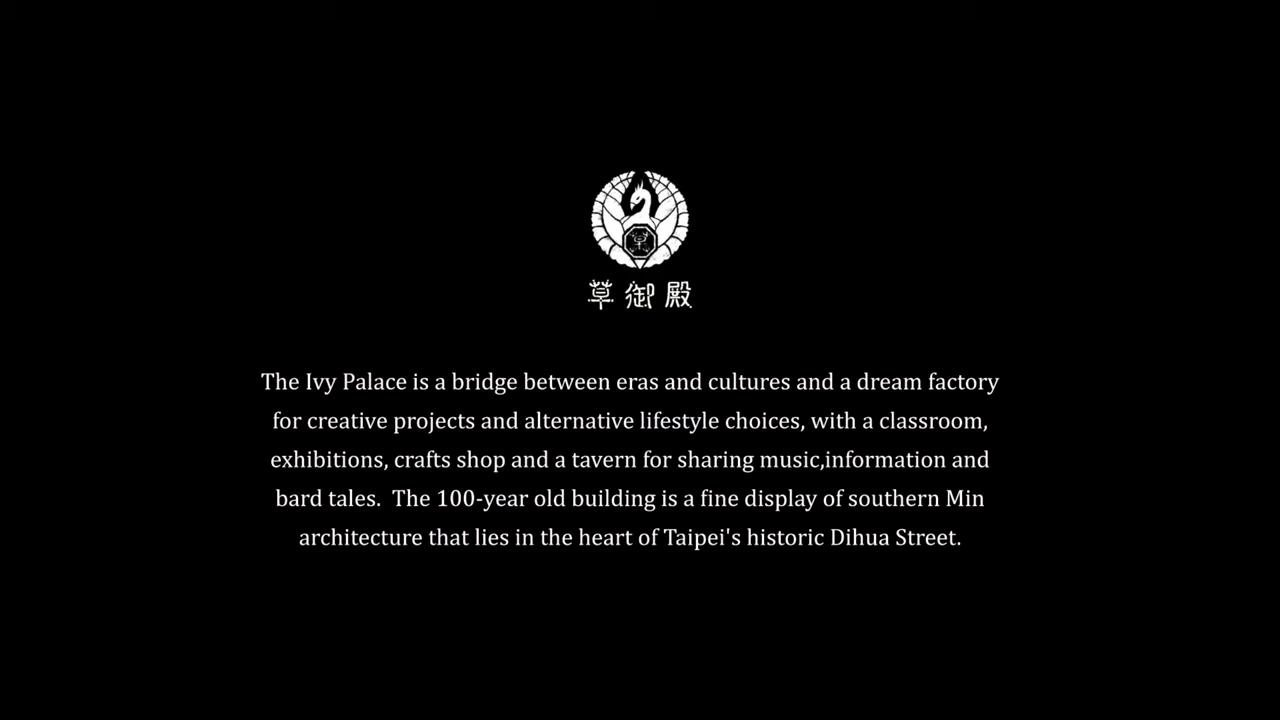 草
草御殿
The Ivy Palace is a bridge between eras and cultures and a dream factory
for creative projects and alternative lifestyle choices, with a classroom,
exhibitions, crafts shop and a tavern for sharing music,information and
bard tales.  The 100-year old building is a fine display of southern Min
architecture that lies in the heart of Taipei's historic Dihua Street.